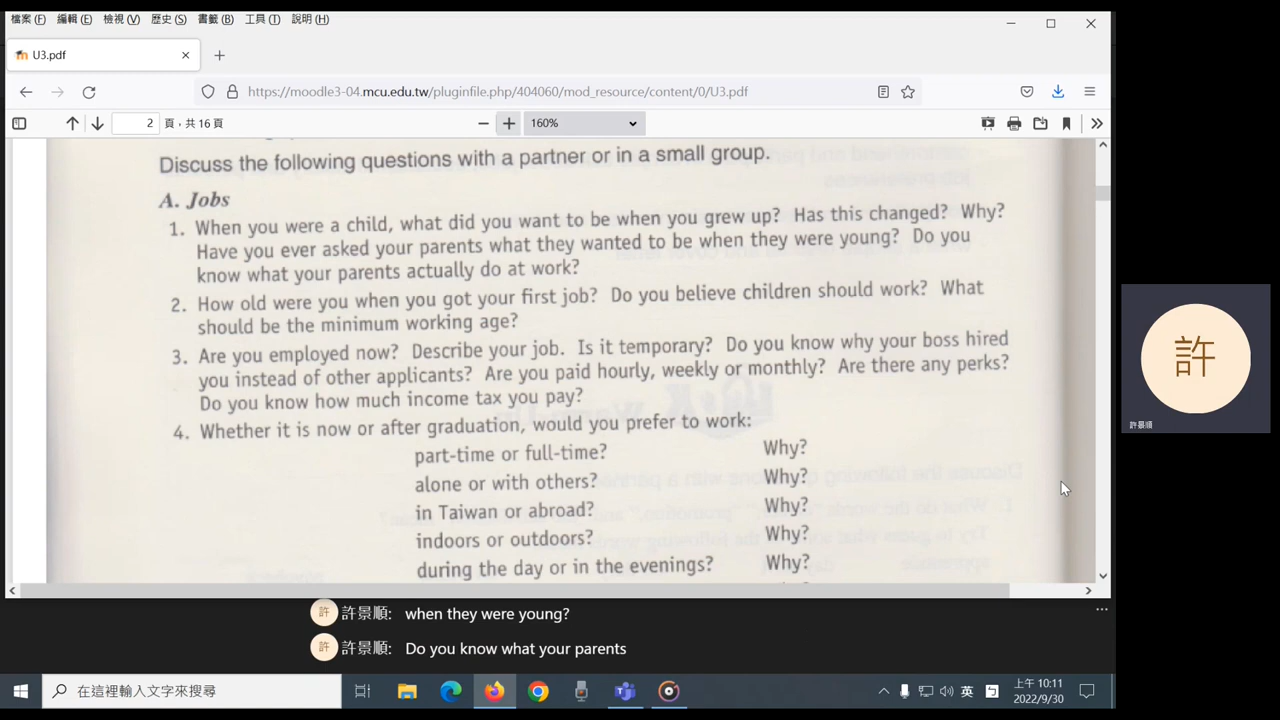 檔案 (F) 編輯 (E) 檢視 (V) 歷史 (S) 書籤 (B) 工具 (T) 說明 (H)
U3.pdf
https://moodle3-04.mcu.edu.tw/pluginfile.php/404060/mod_resource/content/0/U3.pdf
2 頁，共 16 頁 160%
Discuss the following questions with a partner or in a small group.
A. Jobs
1. When you were a child, what did you want to be when you grew up? Has this changed? Why?
Have you ever asked your parents what they wanted to be when they were young? Do you
know what your parents actually do at work?
2. How old were you when you got your first job? Do you believe children should work? What
should be the minimum working age?
3. Are you employed now? Describe your job. Is it temporary? Do you know why your boss hired
you instead of other applicants? Are you paid hourly, weekly or monthly? Are there any perks?
Do you know how much income tax you pay?
4. Whether it is now or after graduation, would you prefer to work:
part-time or full-time? Why?
alone or with others? Why?
in Taiwan or abroad? Why?
indoors or outdoors? Why?
during the day or in the evenings? Why?
許
許景順
許 許景順: when they were young?
許 許景順: Do you know what your parents
在這裡輸入文字來搜尋
英
上午 10:11
2022/9/30